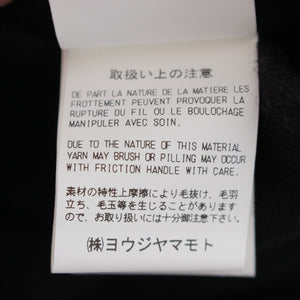 取扱い上の注意
DE PART LA NATURE DE LA MATIERE LES
FROTTEMENT PEUVENT PROVOQUER LA
RUPTURE DU FIL OU LE BOULOCHAGE
MANIPULER AVEC SOIN.
DUE TO THE NATURE OF THIS MATERIAL
YARN MAY BRUSH OR PILLING MAY OCCUR
WITH FRICTION HANDLE WITH CARE.
素材の特性上摩擦により毛抜け、毛羽
立ち、毛玉等を生じることがあります
ので、お取り扱いには十分御注意下さい。
㈱ヨウジヤマモト